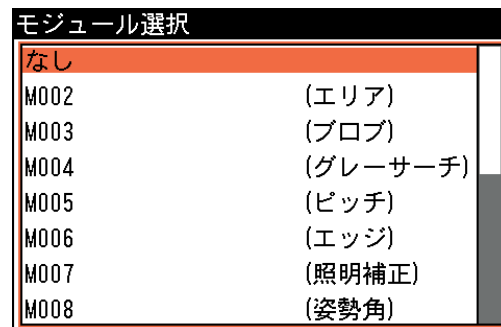 モジュール選択
なし
M002 (エリア)
M003 (ブロブ)
M004 (グレーサーチ)
M005 (ピッチ)
M006 (エッジ)
M007 (照明補正)
M008 (姿勢角)